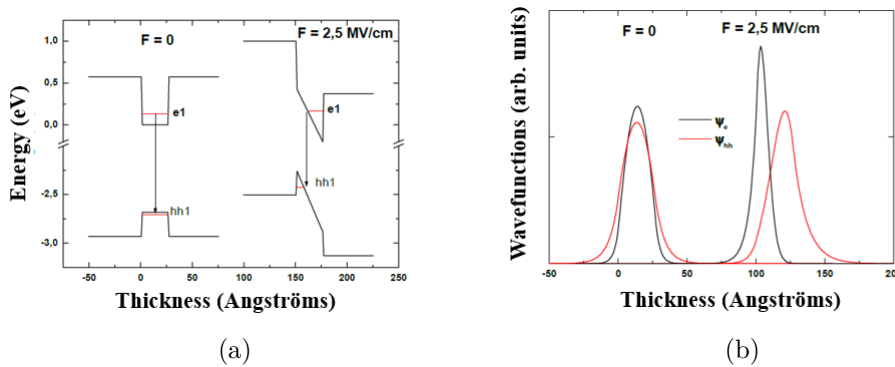 F = 0
F = 2,5 MV/cm
Energy (eV)
1,0
0,5
0,0
-2,5
-3,0
e1
e1
hh1
hh1
-50
0
50
100
150
200
250
Thickness (Angströms)
(a)
F = 0
F = 2,5 MV/cm
Wavefunctions (arb. units)
Ψe
Ψhh
-50
0
50
100
150
20
Thickness (Angströms)
(b)